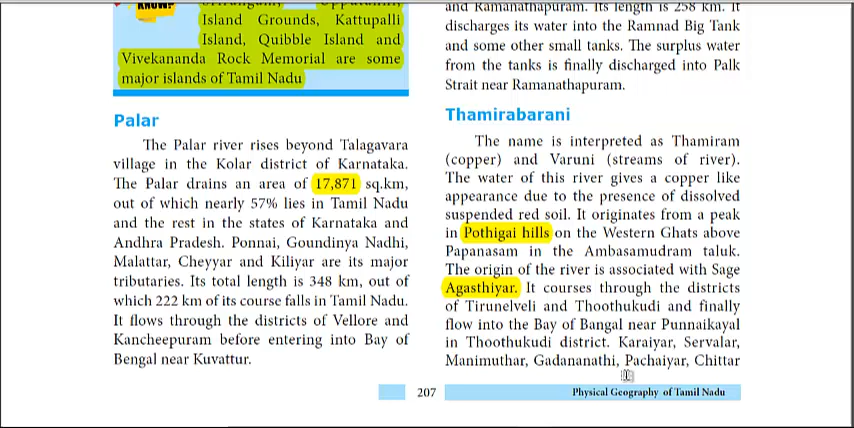 KNOW?
Island Grounds, Kattupalli
Island, Quibble Island and
Vivekananda Rock Memorial are some
major islands of Tamil Nadu
Palar
The Palar river rises beyond Talagavara
village in the Kolar district of Karnataka.
The Palar drains an area of 17,871 sq.km,
out of which nearly 57% lies in Tamil Nadu
and the rest in the states of Karnataka and
Andhra Pradesh. Ponnai, Goundinya Nadhi,
Malattar, Cheyyar and Kiliyar are its major
tributaries. Its total length is 348 km, out of
which 222 km of its course falls in Tamil Nadu.
It flows through the districts of Vellore and
Kancheepuram before entering into Bay of
Bengal near Kuvattur.
and Ramanathapuram. Its length is 258 km. It
discharges its water into the Ramnad Big Tank
and some other small tanks. The surplus water
from the tanks is finally discharged into Palk
Strait near Ramanathapuram.
Thamirabarani
The name is interpreted as Thamiram
(copper) and Varuni (streams of river).
The water of this river gives a copper like
appearance due to the presence of dissolved
suspended red soil. It originates from a peak
in Pothigai hills on the Western Ghats above
Papanasam in the Ambasamudram taluk.
The origin of the river is associated with Sage
Agasthiyar. It courses through the districts
of Tirunelveli and Thoothukudi and finally
flow into the Bay of Bangal near Punnaikayal
in Thoothukudi district. Karaiyar, Servalar,
Manimuthar, Gadananathi, Pachaiyar, Chittar
207
Physical Geography of Tamil Nadu